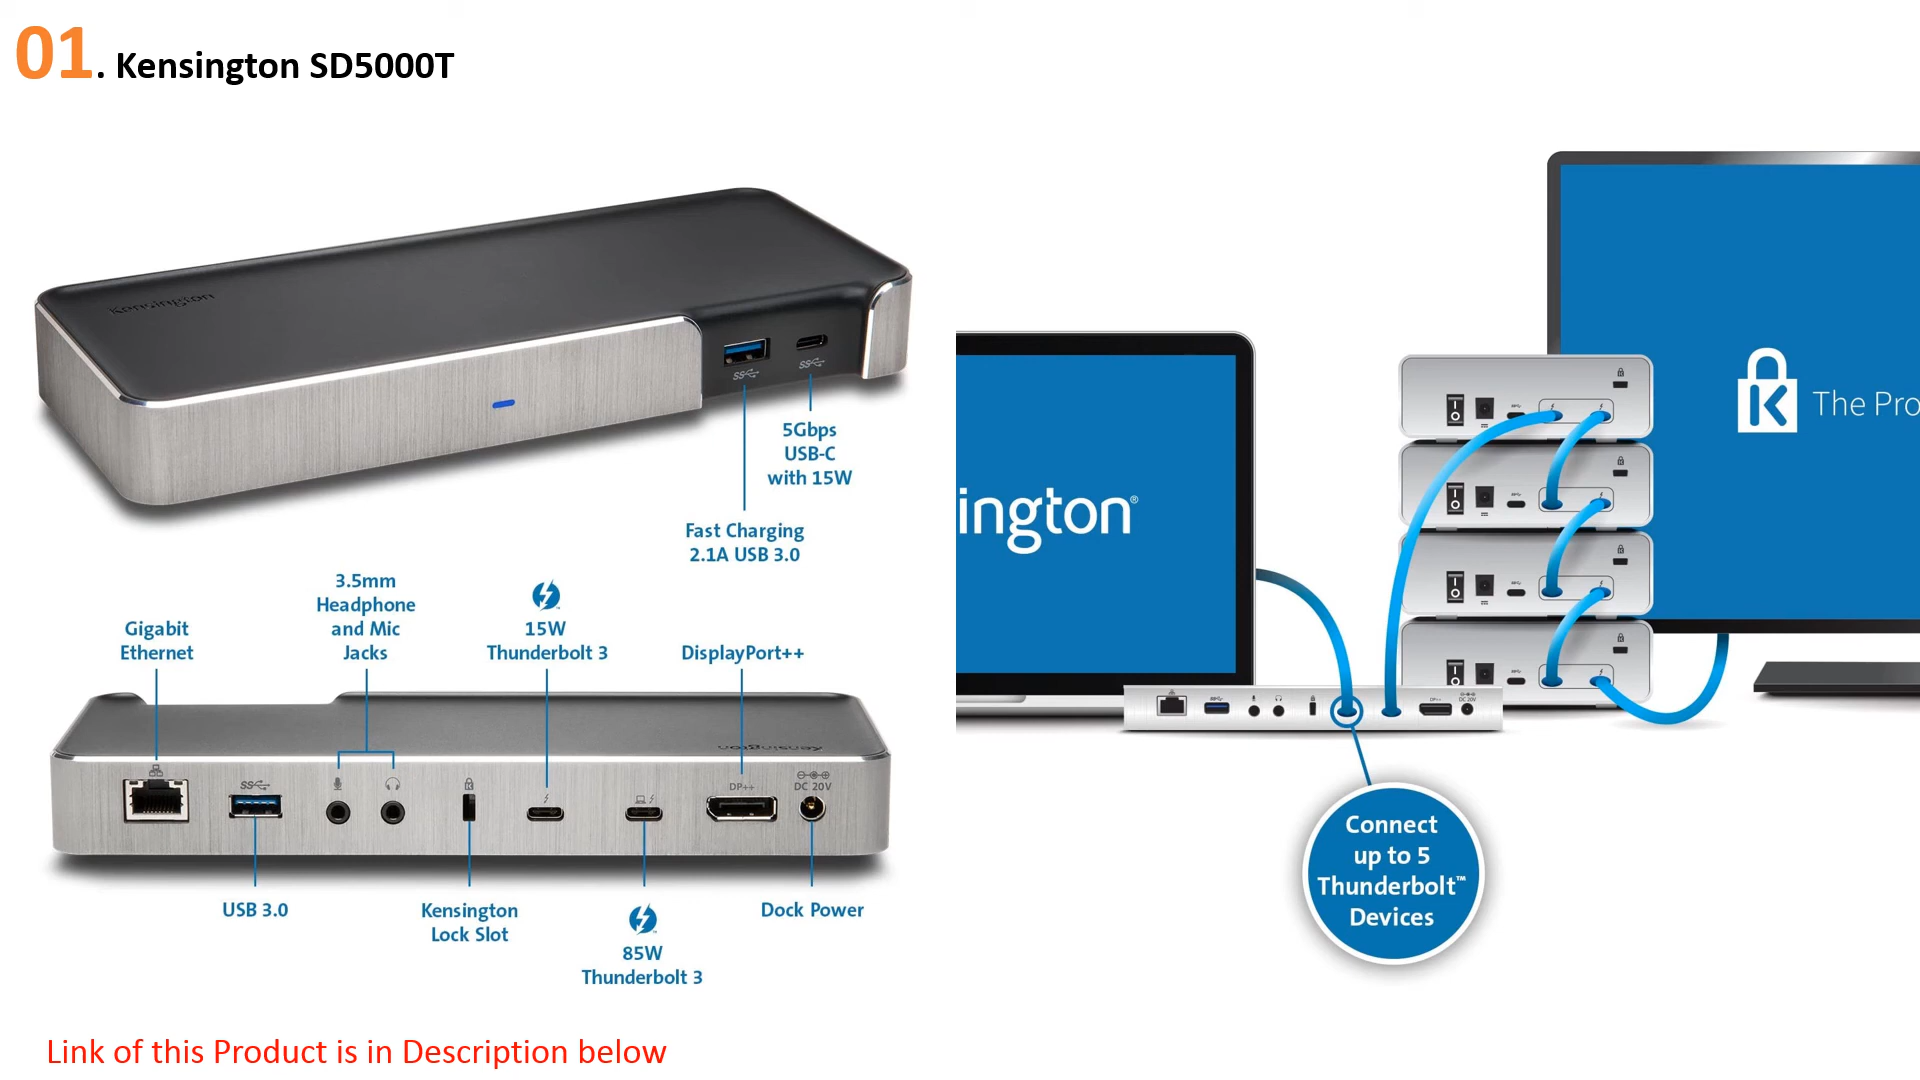 01. Kensington SD5000T
Kensington
5Gbps
USB-C
with 15W
Fast Charging
2.1A USB 3.0
3.5mm
Headphone
and Mic
Jacks
Gigabit
Ethernet
15W
Thunderbolt 3
DisplayPort++
Kensington
DP++
DC 20V
USB 3.0
Kensington
Lock Slot
85W
Thunderbolt 3
Dock Power
ington®
K The Pro
Connect
up to 5
Thunderbolt™
Devices
Link of this Product is in Description below